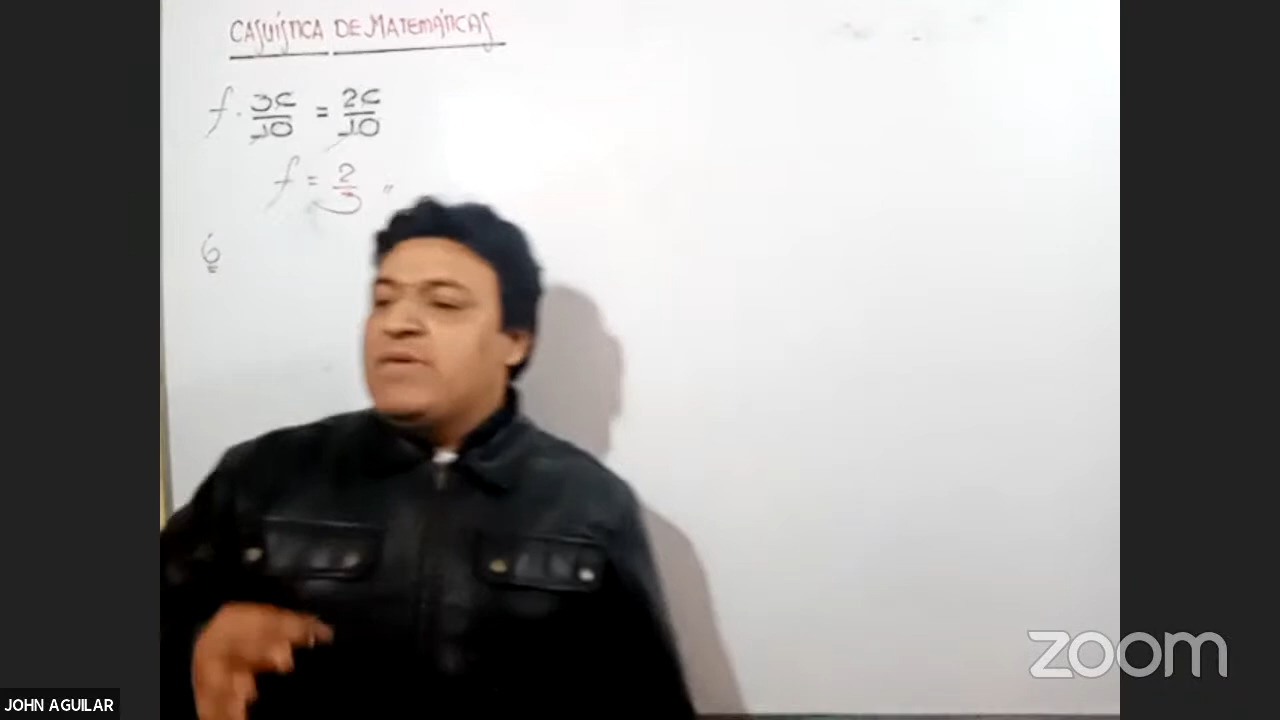 CASUÍSTICA DE MATEMÁTICAS
f · 3c/10 = 2c/10
f = 2/3 "
6
zoom
JOHN AGUILAR